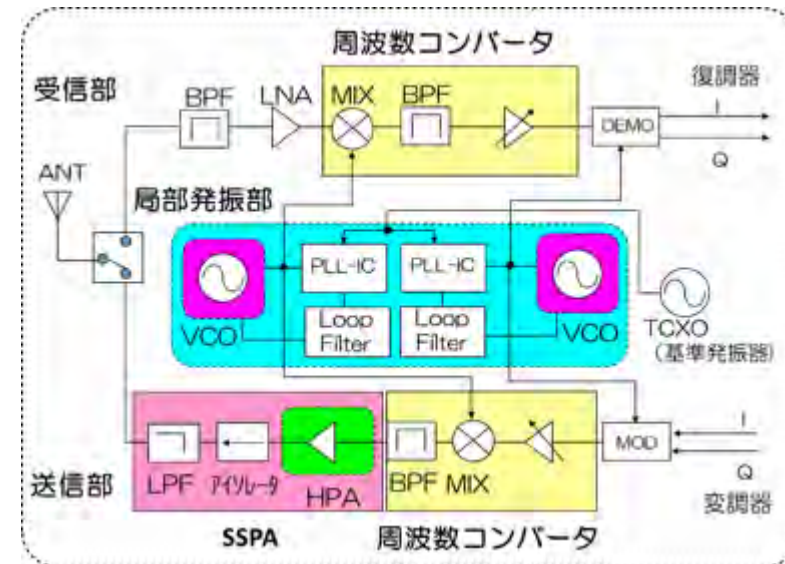 周波数コンバータ
受信部
BPF
LNA
MIX
BPF
復調器
DEMO
I
Q
ANT
局部発振部
PLL-IC
PLL-IC
VCO
Loop
Filter
Loop
Filter
VCO
TCXO
(基準発振器)
送信部
LPF
アイソレータ
HPA
BPF
MIX
MOD
I
Q
変調器
SSPA
周波数コンバータ